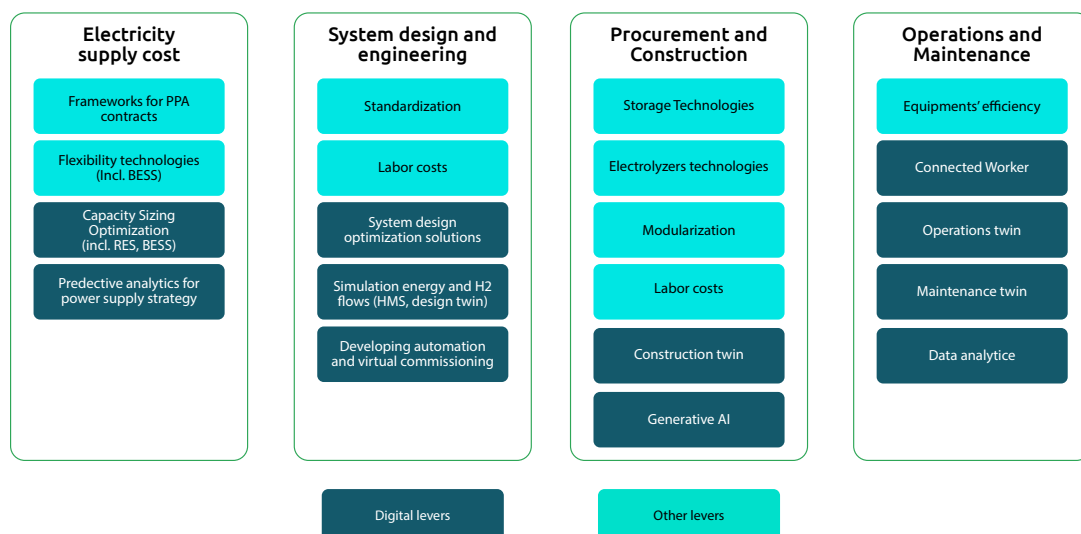 Electricity
supply cost
Frameworks for PPA
contracts
Flexibility technologies
(Incl. BESS)
Capacity Sizing
Optimization
(incl. RES, BESS)
Predective analytics for
power supply strategy
System design and
engineering
Standardization
Labor costs
System design
optimization solutions
Simulation energy and H2
flows (HMS, design twin)
Developing automation
and virtual commissioning
Procurement and
Construction
Storage Technologies
Electrolyzers technologies
Modularization
Labor costs
Construction twin
Generative AI
Operations and
Maintenance
Equipments' efficiency
Connected Worker
Operations twin
Maintenance twin
Data analytice
Digital levers
Other levers